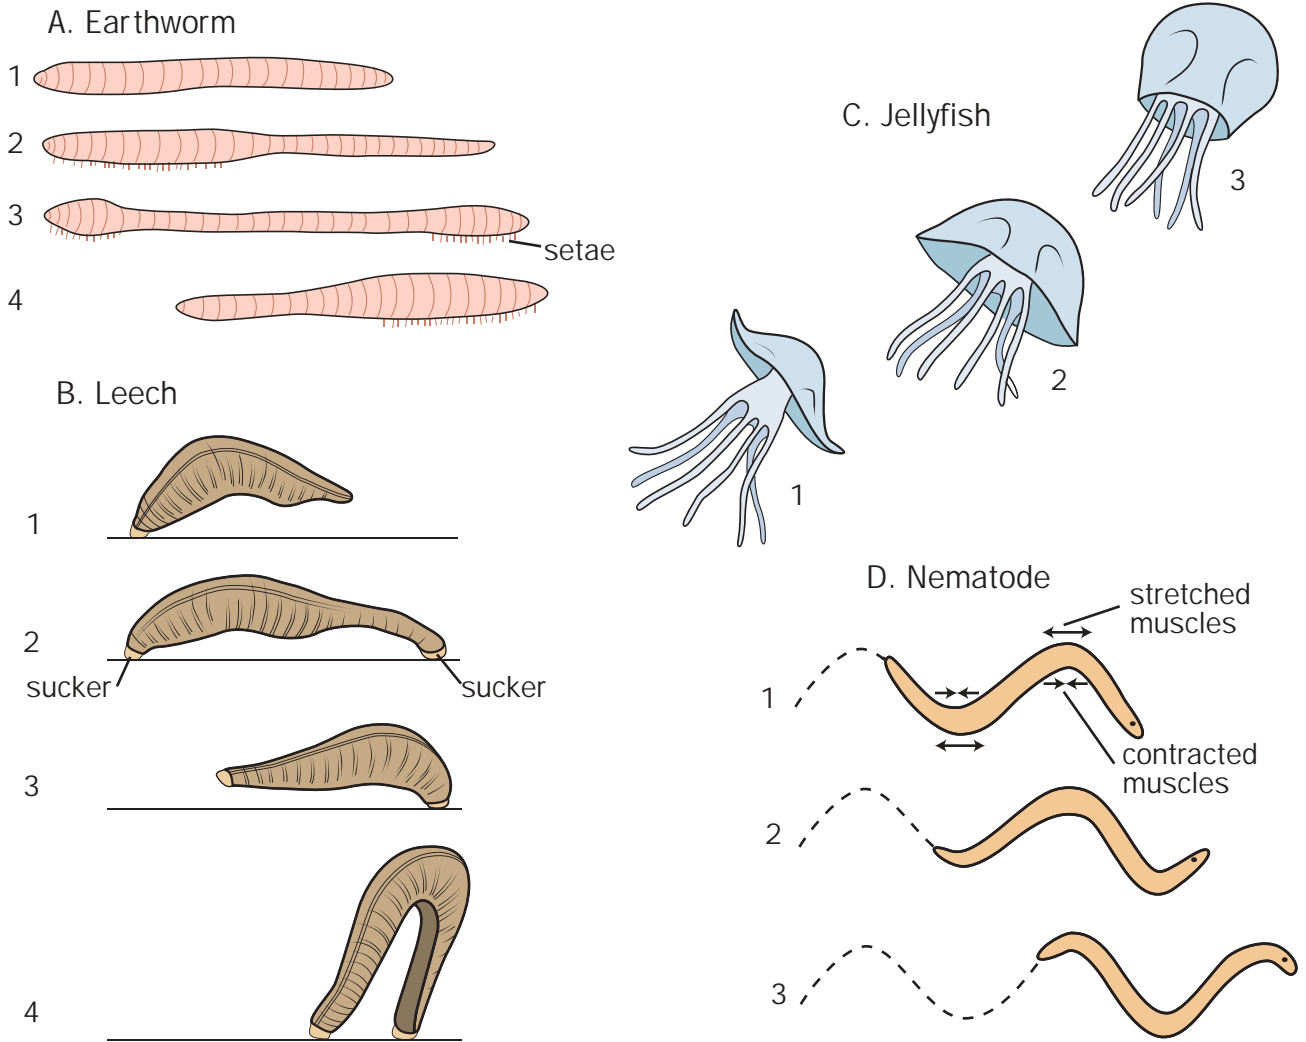 A. Earthworm
1
2
3
setae
4
B. Leech
1
2
sucker
sucker
3
4
C. Jellyfish
3
2
1
D. Nematode
stretched
muscles
1
contracted
muscles
2
3